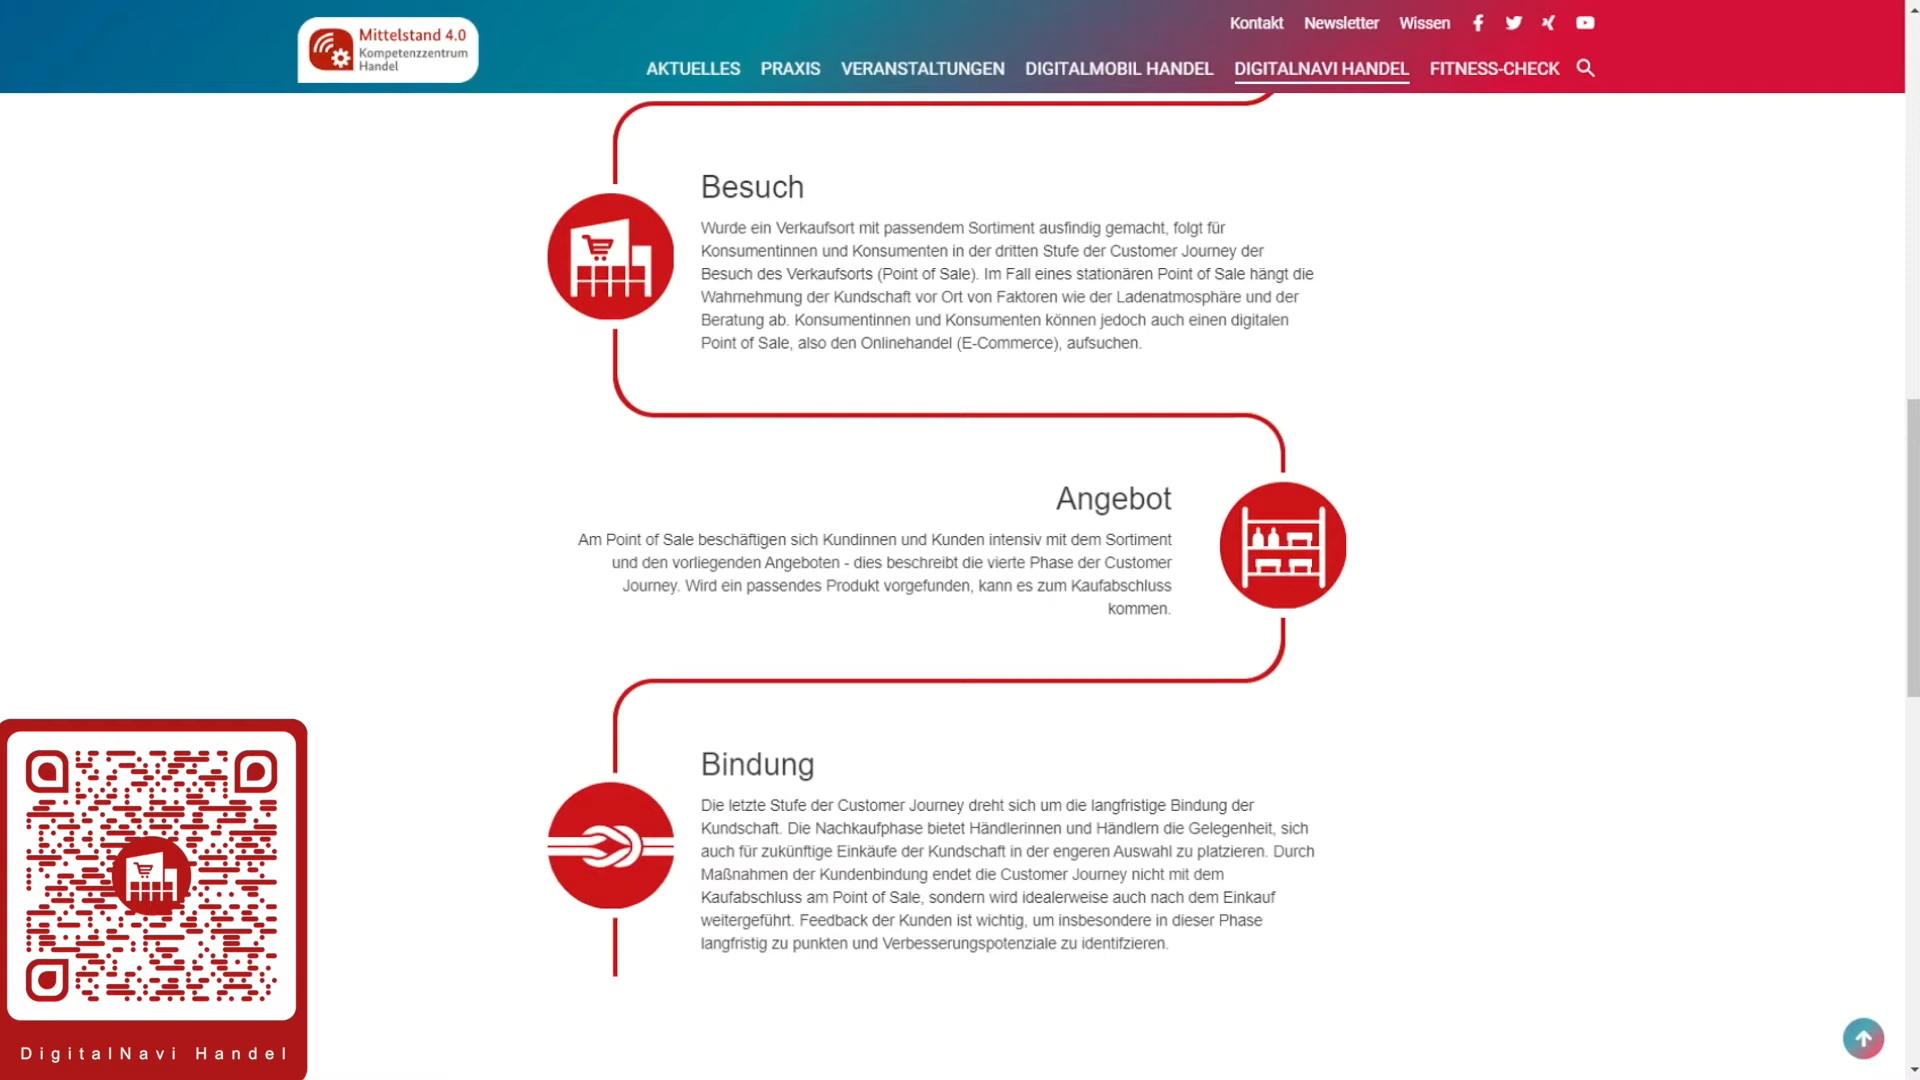 Mittelstand 4.0
Kompetenzzentrum
Handel
Kontakt Newsletter Wissen
AKTUELLES PRAXIS VERANSTALTUNGEN DIGITALMOBIL HANDEL DIGITALNAVI HANDEL FITNESS-CHECK
Besuch
Wurde ein Verkaufsort mit passendem Sortiment ausfindig gemacht, folgt für
Konsumentinnen und Konsumenten in der dritten Stufe der Customer Journey der
Besuch des Verkaufsorts (Point of Sale). Im Fall eines stationären Point of Sale hängt die
Wahrnehmung der Kundschaft vor Ort von Faktoren wie der Ladenatmosphäre und der
Beratung ab. Konsumentinnen und Konsumenten können jedoch auch einen digitalen
Point of Sale, also den Onlinehandel (E-Commerce), aufsuchen.
Angebot
Am Point of Sale beschäftigen sich Kundinnen und Kunden intensiv mit dem Sortiment
und den vorliegenden Angeboten - dies beschreibt die vierte Phase der Customer
Journey. Wird ein passendes Produkt vorgefunden, kann es zum Kaufabschluss
kommen.
Bindung
Die letzte Stufe der Customer Journey dreht sich um die langfristige Bindung der
Kundschaft. Die Nachkaufphase bietet Händlerinnen und Händlern die Gelegenheit, sich
auch für zukünftige Einkäufe der Kundschaft in der engeren Auswahl zu platzieren. Durch
Maßnahmen der Kundenbindung endet die Customer Journey nicht mit dem
Kaufabschluss am Point of Sale, sondern wird idealerweise auch nach dem Einkauf
weitergeführt. Feedback der Kunden ist wichtig, um insbesondere in dieser Phase
langfristig zu punkten und Verbesserungspotenziale zu identifzieren.
DigitalNavi Handel